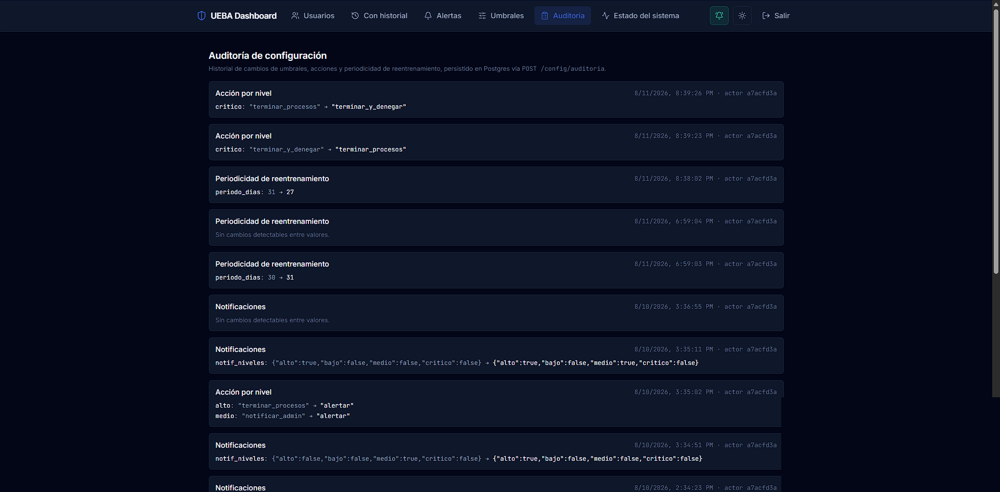 UEBA Dashboard Usuarios Con historial Alertas Umbrales Auditoría Estado del sistema Salir
Auditoría de configuración
Historial de cambios de umbrales, acciones y periodicidad de reentrenamiento, persistido en Postgres vía POST /config/auditoria.
Acción por nivel 8/11/2026, 8:39:26 PM · actor a7acfd3a
critico: "terminar_procesos" → "terminar_y_denegar"
Acción por nivel 8/11/2026, 8:39:23 PM · actor a7acfd3a
critico: "terminar_y_denegar" → "terminar_procesos"
Periodicidad de reentrenamiento 8/11/2026, 8:38:02 PM · actor a7acfd3a
periodo_dias: 31 → 27
Periodicidad de reentrenamiento 8/11/2026, 6:59:04 PM · actor a7acfd3a
Sin cambios detectables entre valores.
Periodicidad de reentrenamiento 8/11/2026, 6:59:03 PM · actor a7acfd3a
periodo_dias: 30 → 31
Notificaciones 8/10/2026, 3:36:55 PM · actor a7acfd3a
Sin cambios detectables entre valores.
Notificaciones 8/10/2026, 3:35:11 PM · actor a7acfd3a
notif_niveles: {"alto":true,"bajo":false,"medio":false,"critico":false} → {"alto":true,"bajo":false,"medio":true,"critico":false}
Acción por nivel 8/10/2026, 3:35:02 PM · actor a7acfd3a
alto: "terminar_procesos" → "alertar"
medio: "notificar_admin" → "alertar"
Notificaciones 8/10/2026, 3:34:51 PM · actor a7acfd3a
notif_niveles: {"alto":false,"bajo":false,"medio":true,"critico":false} → {"alto":true,"bajo":false,"medio":false,"critico":false}
Notificaciones 8/10/2026, 2:34:23 PM · actor a7acfd3a